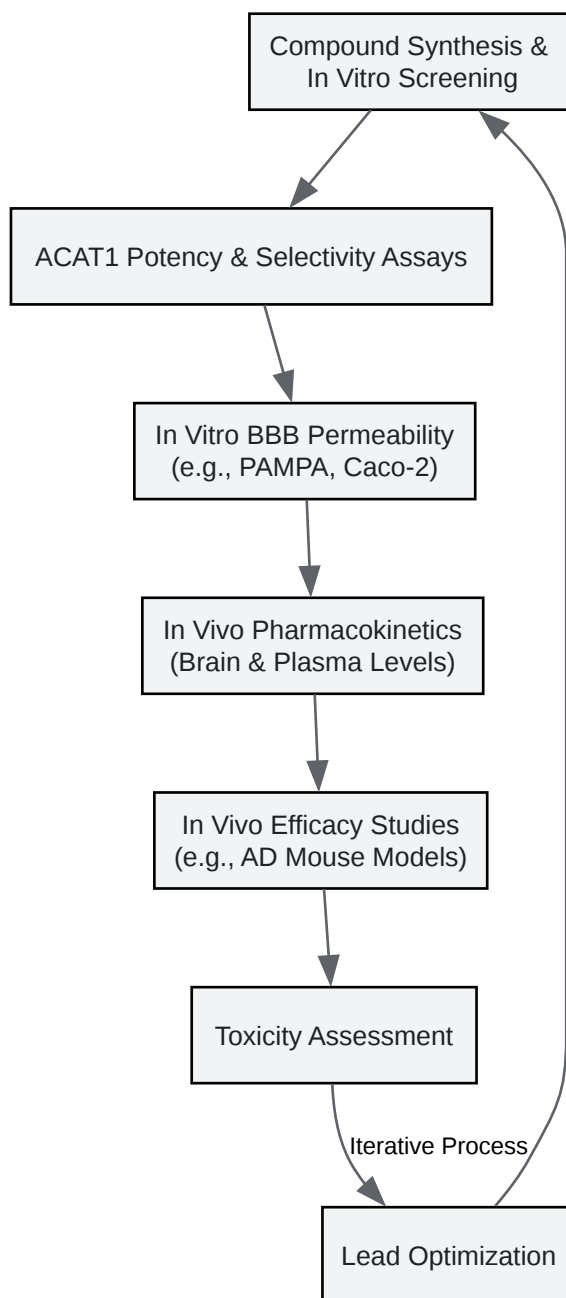 Compound Synthesis &
In Vitro Screening
ACAT1 Potency & Selectivity Assays
In Vitro BBB Permeability
(e.g., PAMPA, Caco-2)
In Vivo Pharmacokinetics
(Brain & Plasma Levels)
In Vivo Efficacy Studies
(e.g., AD Mouse Models)
Toxicity Assessment
Iterative Process
Lead Optimization